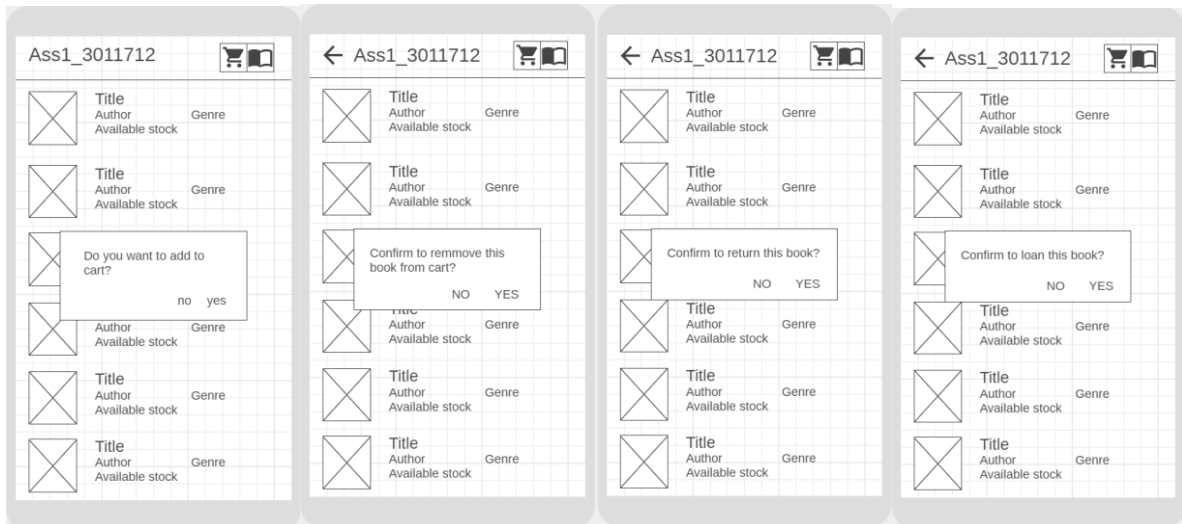 Ass1_3011712
Title
Author Genre
Available stock
Title
Author Genre
Available stock
Do you want to add to
cart?
no yes
Author Genre
Available stock
Title
Author Genre
Available stock
Title
Author Genre
Available stock
Ass1_3011712
Title
Author Genre
Available stock
Title
Author Genre
Available stock
Confirm to remmove this
book from cart?
NO YES
Title
Author Genre
Available stock
Title
Author Genre
Available stock
Title
Author Genre
Available stock
Ass1_3011712
Title
Author Genre
Available stock
Title
Author Genre
Available stock
Confirm to return this book?
NO YES
Title
Author Genre
Available stock
Title
Author Genre
Available stock
Title
Author Genre
Available stock
Ass1_3011712
Title
Author Genre
Available stock
Title
Author Genre
Available stock
Confirm to loan this book?
NO YES
Title
Author Genre
Available stock
Title
Author Genre
Available stock
Title
Author Genre
Available stock